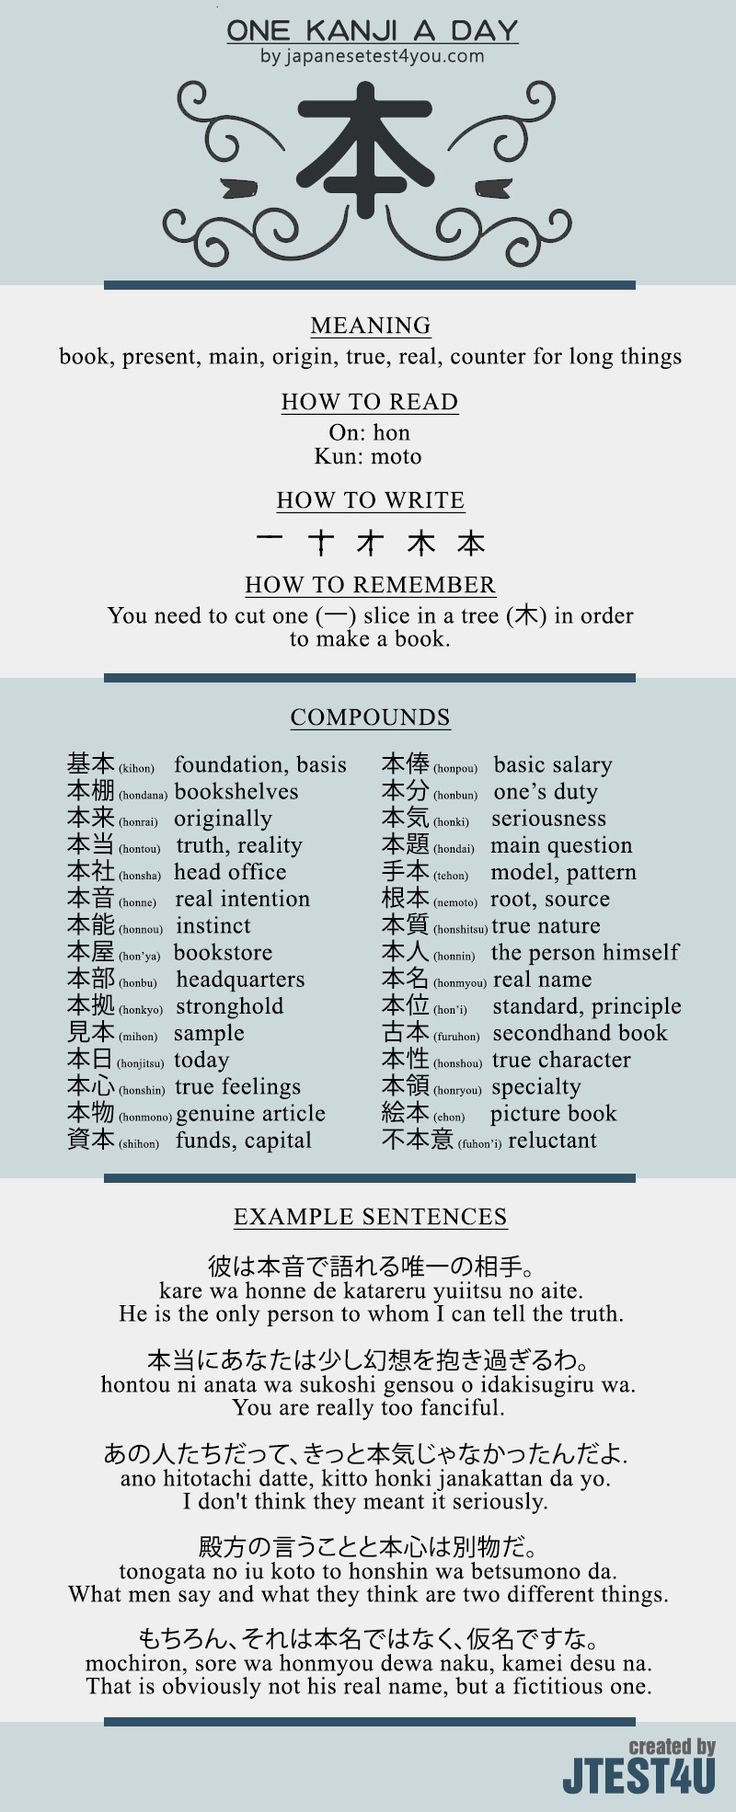 ONE KANJI A DAY
by japanesetest4you.com
本
MEANING
book, present, main, origin, true, real, counter for long things
HOW TO READ
On: hon
Kun: moto
HOW TO WRITE
一 十 才 木 本
HOW TO REMEMBER
You need to cut one (一) slice in a tree (木) in order
to make a book.
COMPOUNDS
基本 (kihon) foundation, basis
本棚 (hondana) bookshelves
本来 (honrai) originally
本当 (hontou) truth, reality
本社 (honsha) head office
本音 (honne) real intention
本能 (honnou) instinct
本屋 (hon'ya) bookstore
本部 (honbu) headquarters
本拠 (honkyo) stronghold
見本 (mihon) sample
本日 (honjitsu) today
本心 (honshin) true feelings
本物 (honmono) genuine article
資本 (shihon) funds, capital
本俸 (honpou) basic salary
本分 (honbun) one's duty
本気 (honki) seriousness
本題 (hondai) main question
手本 (tehon) model, pattern
根本 (nemoto) root, source
本質 (honshitsu) true nature
本人 (honnin) the person himself
本名 (honmyou) real name
本位 (hon'i) standard, principle
古本 (furuhon) secondhand book
本性 (honshou) true character
本領 (honryou) specialty
絵本 (ehon) picture book
不本意 (fuhon'i) reluctant
EXAMPLE SENTENCES
彼は本音で語れる唯一の相手。
kare wa honne de katareru yuiitsu no aite.
He is the only person to whom I can tell the truth.
本当にあなたは少し幻想を抱き過ぎるわ。
hontou ni anata wa sukoshi gensou o idakisugiru wa.
You are really too fanciful.
あの人たちだって、きっと本気じゃなかったんだよ.
ano hitotachi datte, kitto honki janakattan da yo.
I don't think they meant it seriously.
殿方の言うことと本心は別物だ。
tonogata no iu koto to honshin wa betsumono da.
What men say and what they think are two different things.
もちろん、それは本名ではなく、仮名ですな。
mochiron, sore wa honmyou dewa naku, kamei desu na.
That is obviously not his real name, but a fictitious one.
created by
JTEST4U